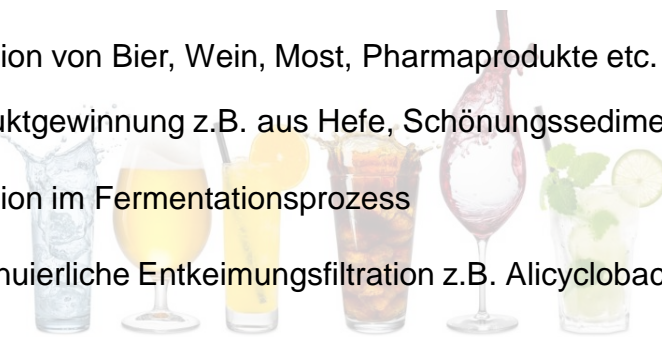 ion von Bier, Wein, Most, Pharmaprodukte etc.
uktgewinnung z.B. aus Hefe, Schönungssedime
ion im Fermentationsprozess
nuierliche Entkeimungsfiltration z.B. Alicyclobac